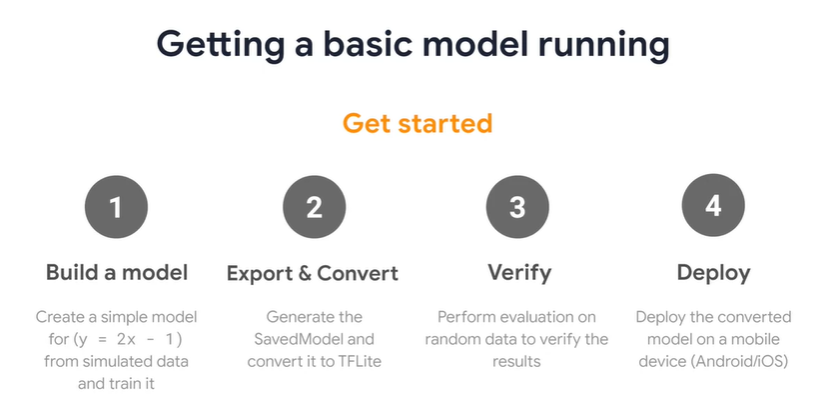 Getting a basic model running
Get started
1
Build a model
Create a simple model
for (y = 2x - 1)
from simulated data
and train it
2
Export & Convert
Generate the
SavedModel and
convert it to TFLite
3
Verify
Perform evaluation on
random data to verify the
results
4
Deploy
Deploy the converted
model on a mobile
device (Android/iOS)